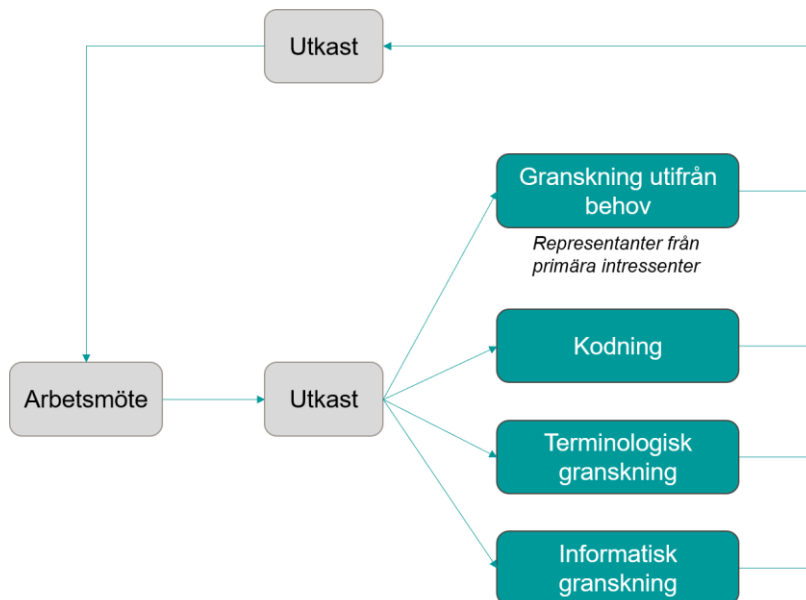 Utkast
Granskning utifrån
behov
Representanter från
primära intressenter
Kodning
Arbetsmöte
Utkast
Terminologisk
granskning
Informatisk
granskning